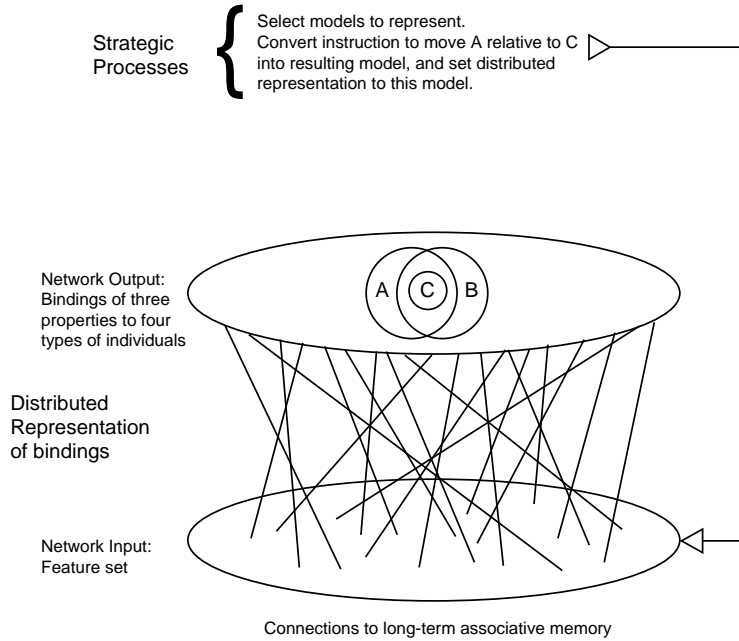 Strategic
Processes
Select models to represent.
Convert instruction to move A relative to C
into resulting model, and set distributed
representation to this model.
Network Output:
Bindings of three
properties to four
types of individuals
A
C
B
Distributed
Representation
of bindings
Network Input:
Feature set
Connections to long-term associative memory